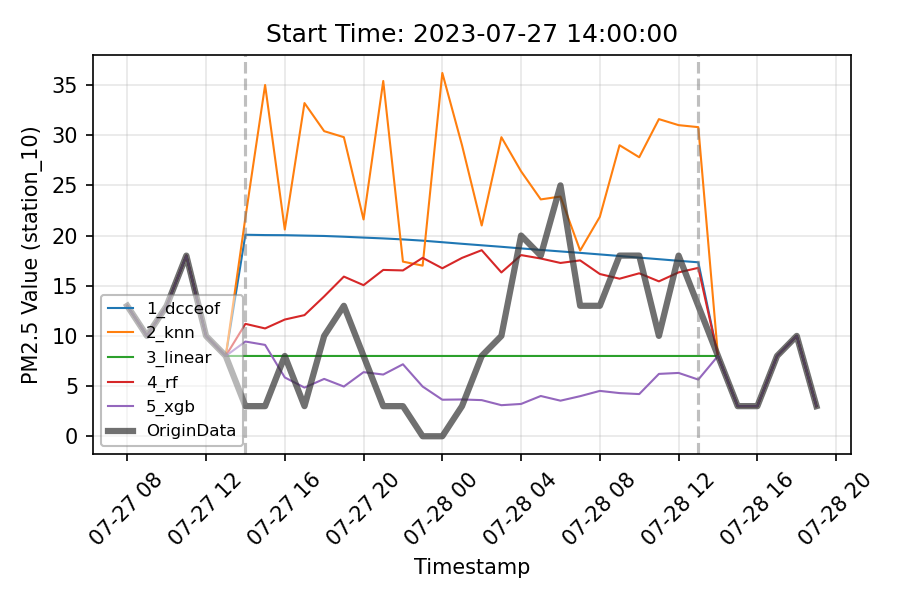 Start Time: 2023-07-27 14:00:00
PM2.5 Value (station_10)
35
30
25
20
15
10
5
0
1_dcceof
2_knn
3_linear
4_rf
5_xgb
OriginData
07-27 08
07-27 12
07-27 16
07-27 20
07-28 00
07-28 04
07-28 08
07-28 12
07-28 16
07-28 20
Timestamp